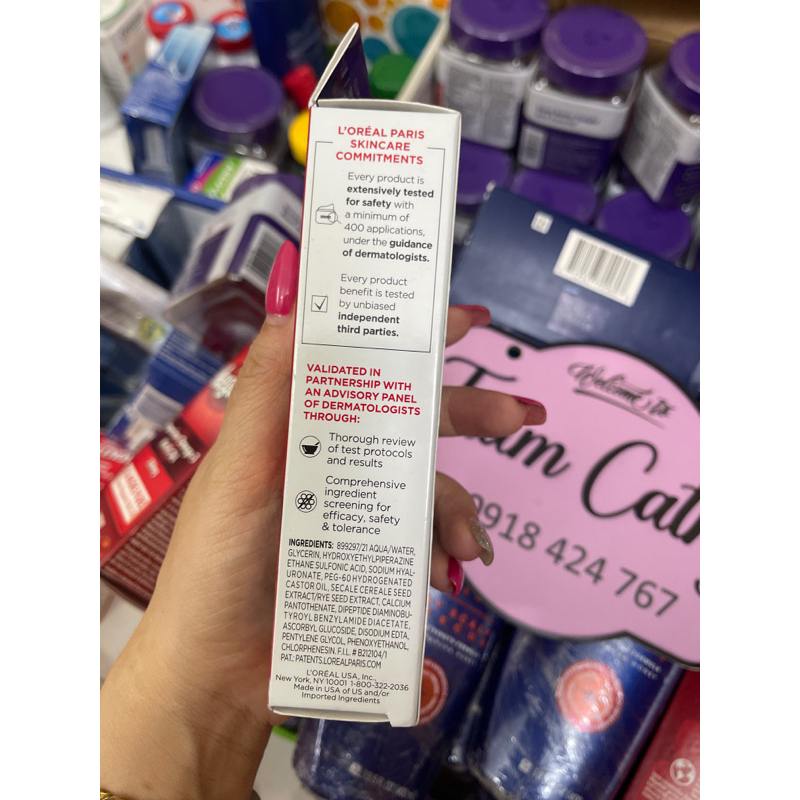 L'ORÉAL PARIS
SKINCARE
COMMITMENTS
Every product is
extensively tested
for safety with
a minimum of
400 applications,
under the guidance
of dermatologists.
Every product
benefit is tested
by unbiased
independent
third parties.
VALIDATED IN
PARTNERSHIP WITH
AN ADVISORY PANEL
OF DERMATOLOGISTS
THROUGH:
Thorough review
of test protocols
and results
Comprehensive
ingredient
screening for
efficacy, safety
& tolerance
INGREDIENTS: 899297/21 AQUA/WATER,
GLYCERIN, HYDROXYETHYLPIPERAZINE
ETHANE SULFONIC ACID, SODIUM HYAL-
URONATE, PEG-60 HYDROGENATED
CASTOR OIL, SECALE CEREALE SEED
EXTRACT/RYE SEED EXTRACT, CALCIUM
PANTOTHENATE, DIPEPTIDE DIAMINOBU-
TYROYL BENZYLAMIDE DIACETATE,
ASCORBYL GLUCOSIDE, DISODIUM EDTA,
PENTYLENE GLYCOL, PHENOXYETHANOL,
CHLORPHENESIN. F.I.L. # B212104/1
PAT.: PATENTS.LOREALPARIS.COM
L'ORÉAL USA, Inc.,
New York, NY 10001 1-800-322-2036
Made in USA of US and/or
Imported Ingredients
Welcome to
0918 424 767